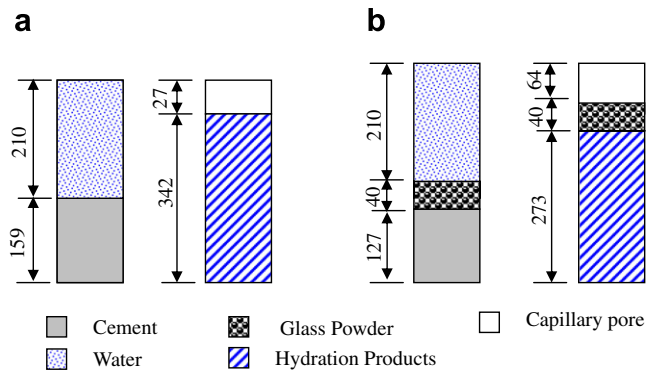 a
b
210
159
27
342
210
40
127
64
40
273
Cement
Glass Powder
Capillary pore
Water
Hydration Products